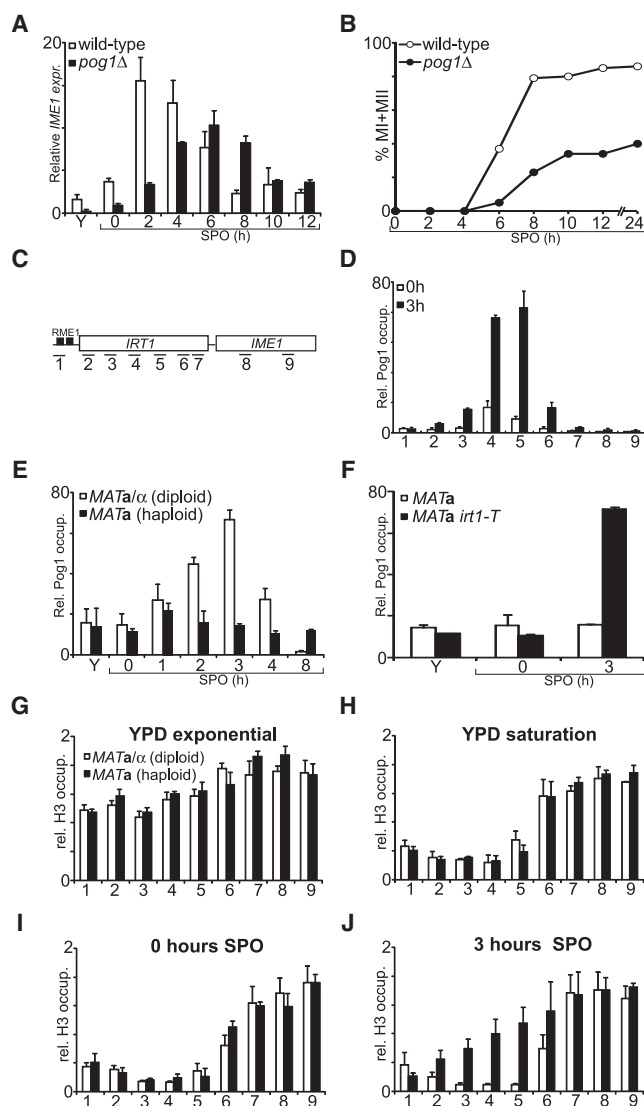 A
Relative IME1 expr.
20
0
wild-type
pog1Δ
Y 0 2 4 6 8 10 12
SPO (h)
B
% MI+MII
100
0
wild-type
pog1Δ
0 2 4 6 8 10 12 24
SPO (h)
C
RME1
IRT1
IME1
1 2 3 4 5 6 7 8 9
D
Rel. Pog1 occup.
80
0
0h
3h
1 2 3 4 5 6 7 8 9
E
Rel. Pog1 occup.
80
0
MATa/α (diploid)
MATa (haploid)
Y 0 1 2 3 4 8
SPO (h)
F
Rel. Pog1 occup.
80
0
MATa
MATa irt1-T
Y 0 3
SPO (h)
G
YPD exponential
rel. H3 occup.
2
0
MATa/α (diploid)
MATa (haploid)
1 2 3 4 5 6 7 8 9
H
YPD saturation
rel. H3 occup.
2
0
1 2 3 4 5 6 7 8 9
I
0 hours SPO
rel. H3 occup.
2
0
1 2 3 4 5 6 7 8 9
J
3 hours SPO
rel. H3 occup.
2
0
1 2 3 4 5 6 7 8 9